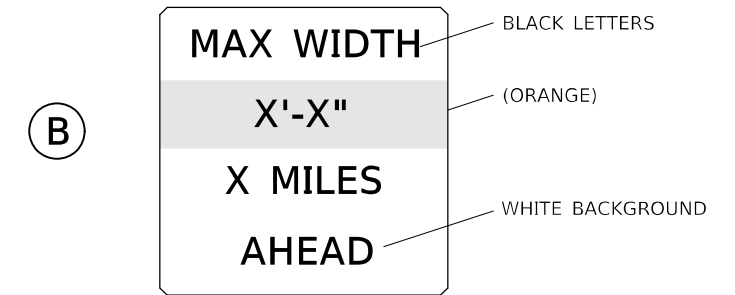 B
MAX WIDTH
X'-X"
X MILES
AHEAD
BLACK LETTERS
(ORANGE)
WHITE BACKGROUND